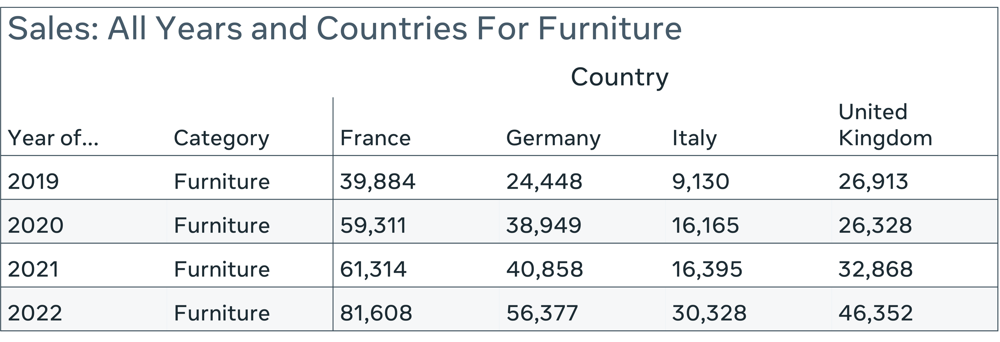 Sales: All Years and Countries For Furniture
Country
Year of... Category France Germany Italy United Kingdom
2019 Furniture 39,884 24,448 9,130 26,913
2020 Furniture 59,311 38,949 16,165 26,328
2021 Furniture 61,314 40,858 16,395 32,868
2022 Furniture 81,608 56,377 30,328 46,352